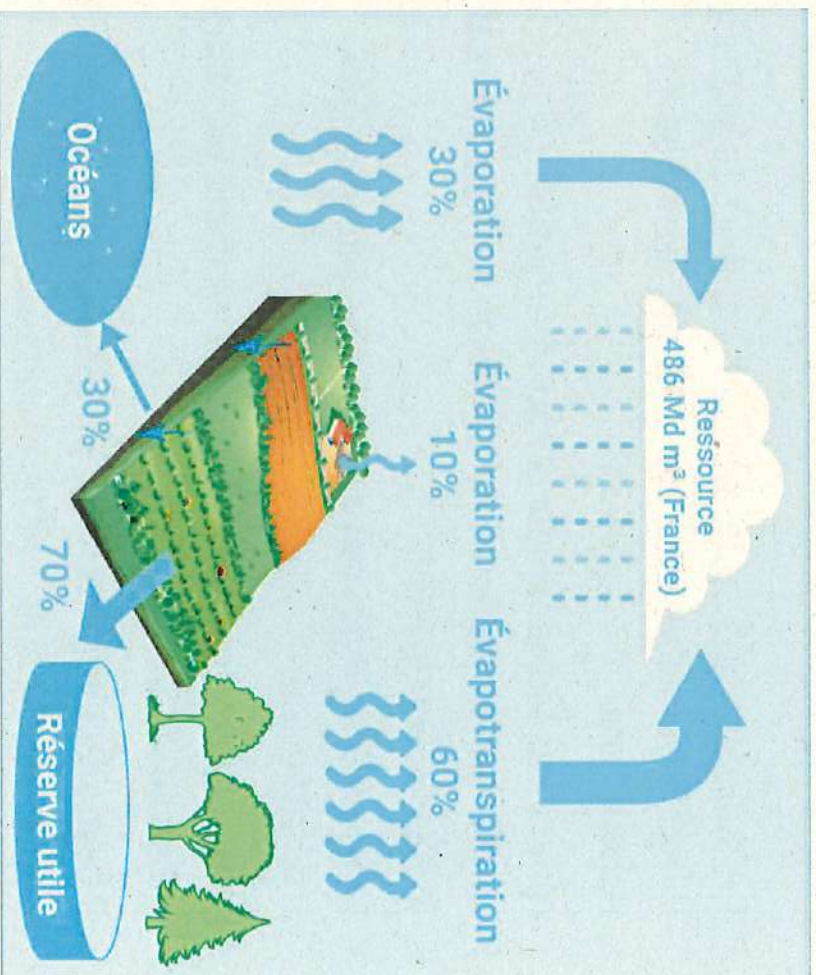 Ressource
486 Md m³ (France)
Évaporation
30%
Évaporation
10%
Évapotranspiration
60%
30%
70%
Océans
Réserve utile